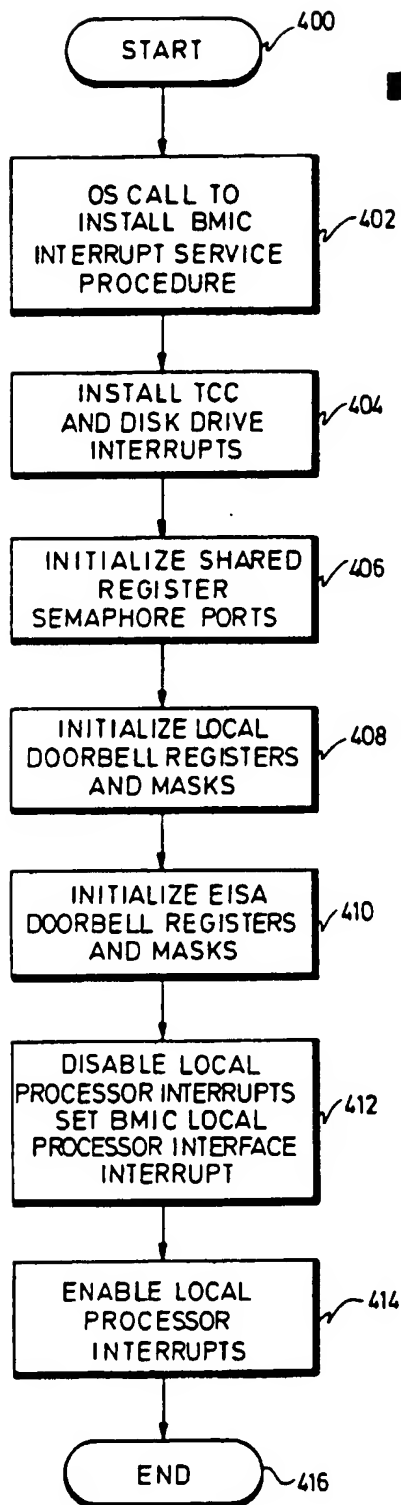 START
400
OS CALL TO
INSTALL BMIC
INTERRUPT SERVICE
PROCEDURE
402
INSTALL TCC
AND DISK DRIVE
INTERRUPTS
404
INITIALIZE SHARED
REGISTER
SEMAPHORE PORTS
406
INITIALIZE LOCAL
DOORBELL REGISTERS
AND MASKS
408
INITIALIZE EISA
DOORBELL REGISTERS
AND MASKS
410
DISABLE LOCAL
PROCESSOR INTERRUPTS
SET BMIC LOCAL
PROCESSOR INTERFACE
INTERRUPT
412
ENABLE LOCAL
PROCESSOR
INTERRUPTS
414
END
416